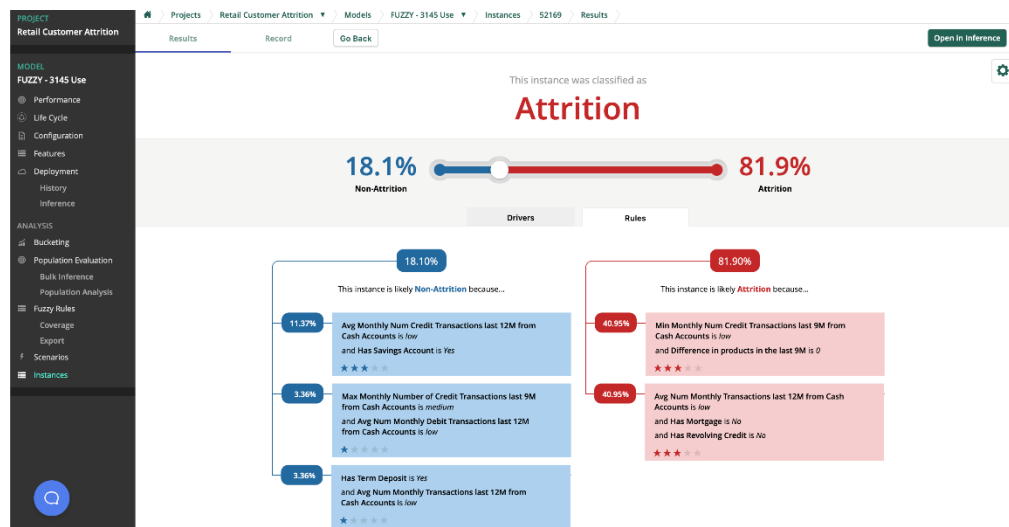 PROJECT
Retail Customer Attrition
MODEL
FUZZY - 3145 Use
Performance
Life Cycle
Configuration
Features
Deployment
History
Inference
ANALYSIS
Bucketing
Population Evaluation
Bulk Inference
Population Analysis
Fuzzy Rules
Coverage
Export
Scenarios
Instances
Projects
Retail Customer Attrition
Models
FUZZY - 3145 Use
Instances
52169
Results
Results
Record
Go Back
Open in Inference
This instance was classified as
Attrition
18.1%
Non-Attrition
81.9%
Attrition
Drivers
Rules
18.10%
This instance is likely Non-Attrition because...
11.37%
Avg Monthly Num Credit Transactions last 12M from
Cash Accounts is low
and Has Savings Account is Yes
3.36%
Max Monthly Number of Credit Transactions last 9M
from Cash Accounts is medium
and Avg Num Monthly Debit Transactions last 12M
from Cash Accounts is low
3.36%
Has Term Deposit is Yes
and Avg Num Monthly Transactions last 12M from
Cash Accounts is low
81.90%
This instance is likely Attrition because...
40.95%
Min Monthly Num Credit Transactions last 9M from
Cash Accounts is low
and Difference in products in the last 9M is 0
40.95%
Avg Num Monthly Transactions last 12M from Cash
Accounts is low
and Has Mortgage is No
and Has Revolving Credit is No